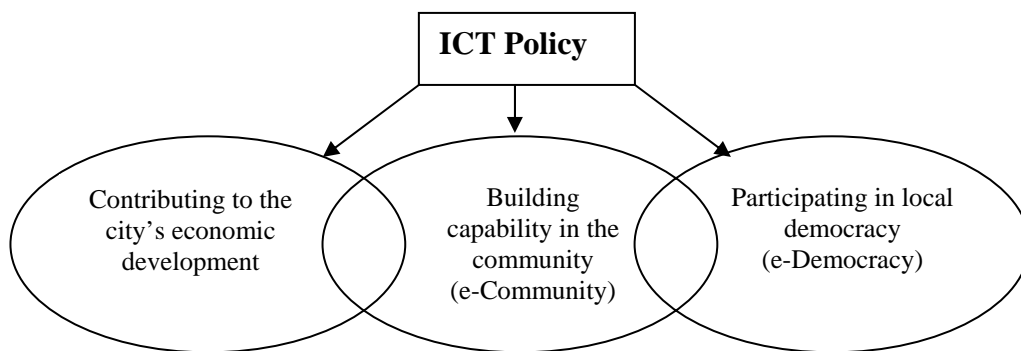 ICT Policy
Contributing to the
city’s economic
development
Building
capability in the
community
(e-Community)
Participating in local
democracy
(e-Democracy)